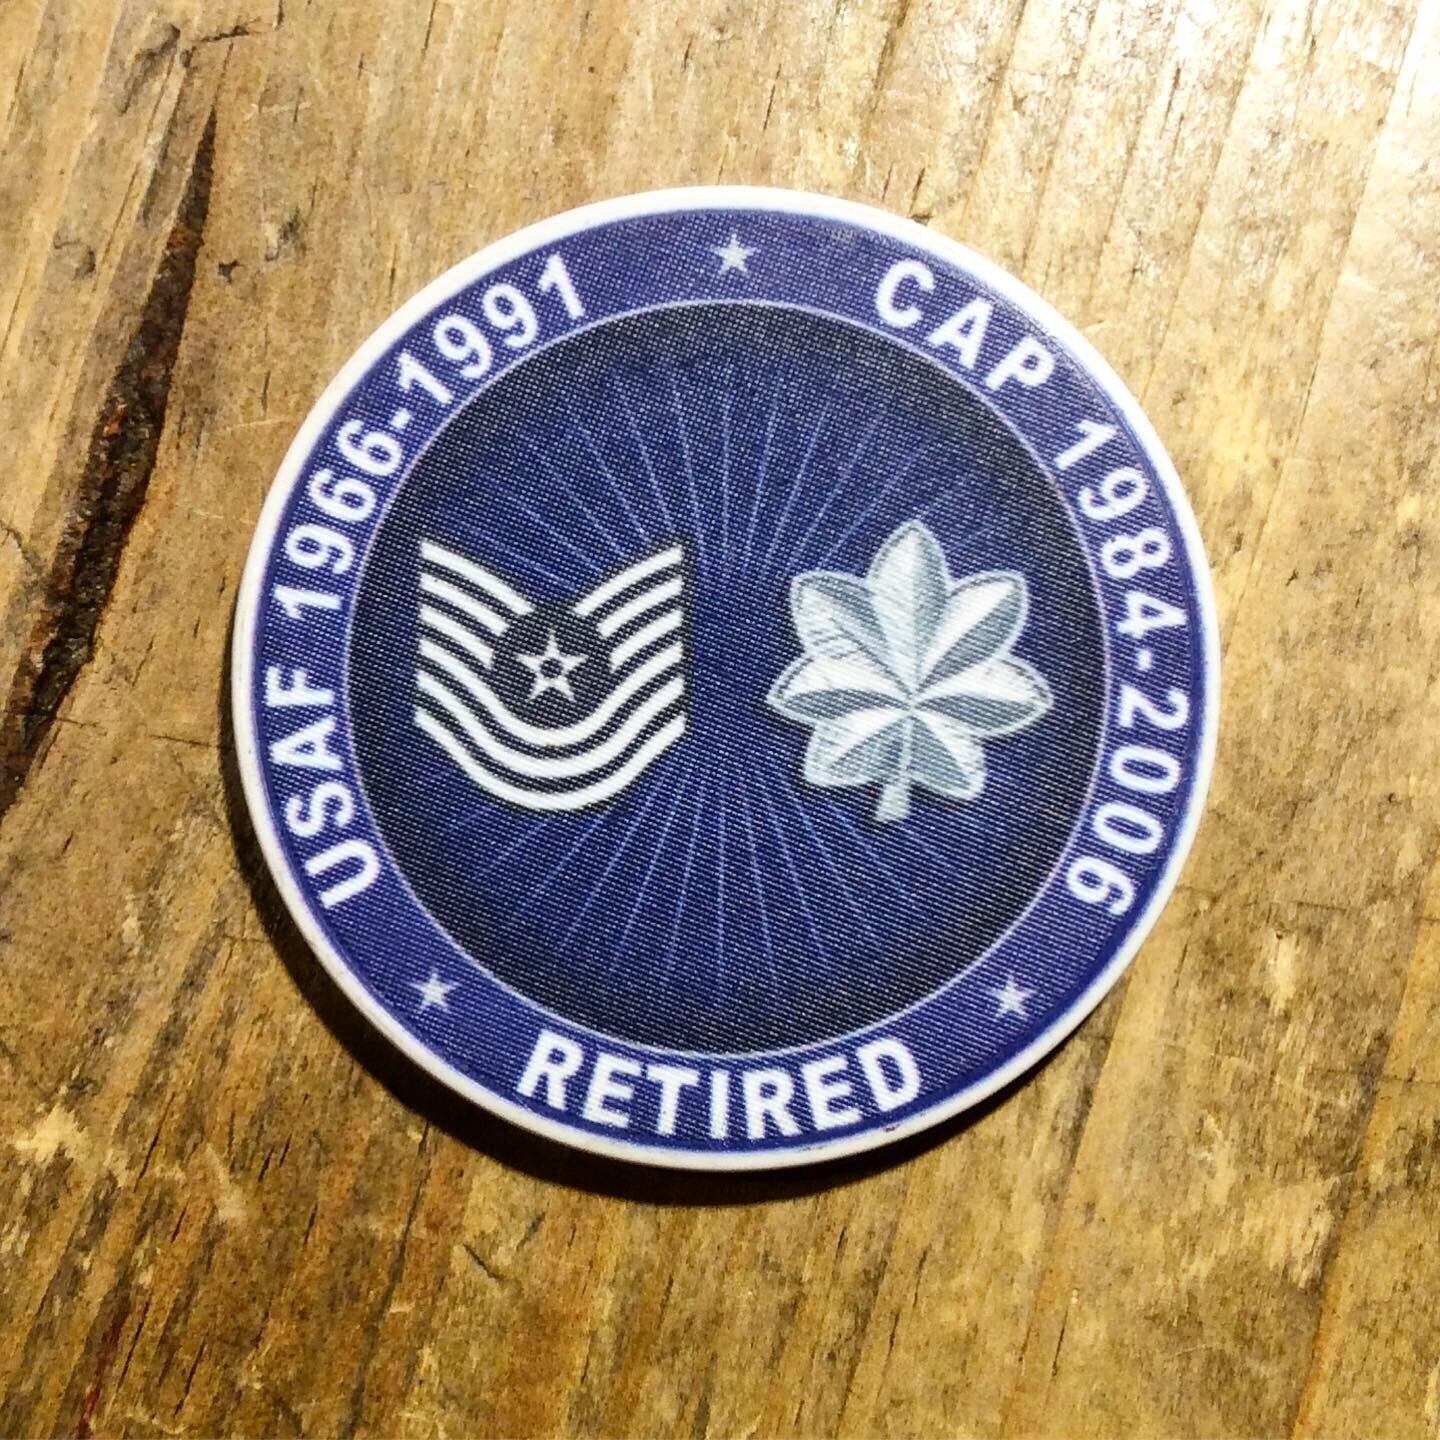 USAF 1966-1991
CAP 1984-2006
RETIRED